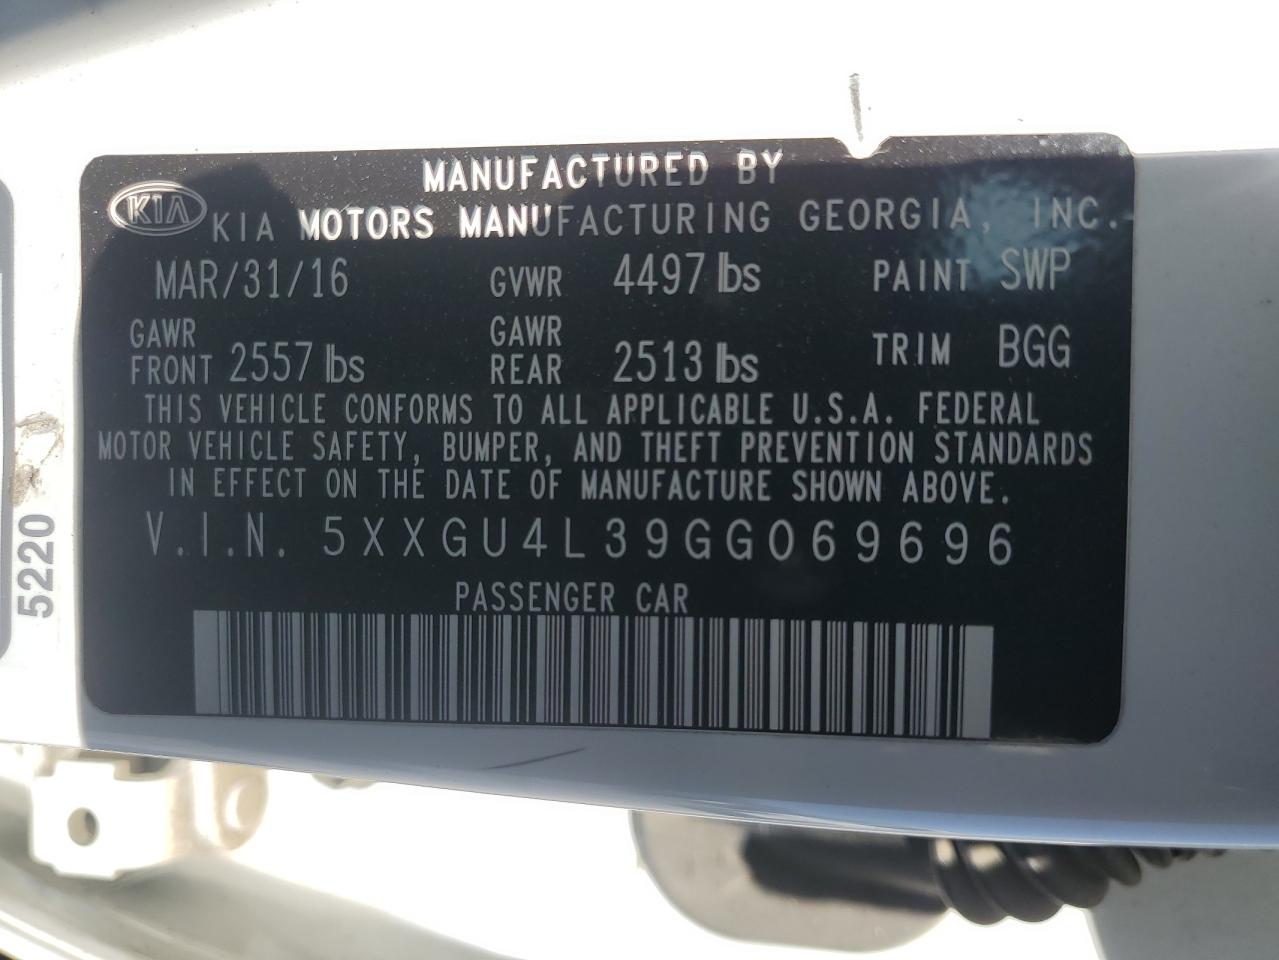 MANUFACTURED BY
KIA KIA MOTORS MANUFACTURING GEORGIA, INC.
MAR/31/16 GVWR 4497 lbs PAINT SWP
GAWR FRONT 2557 lbs GAWR REAR 2513 lbs TRIM BGG
THIS VEHICLE CONFORMS TO ALL APPLICABLE U.S.A. FEDERAL
MOTOR VEHICLE SAFETY, BUMPER, AND THEFT PREVENTION STANDARDS
IN EFFECT ON THE DATE OF MANUFACTURE SHOWN ABOVE.
V.I.N. 5XXGU4L39GG069696
PASSENGER CAR
5220